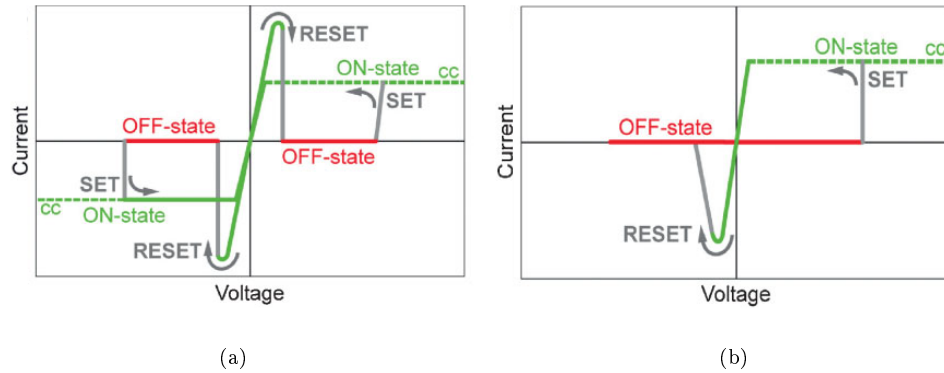 RESET
ON-state
cc
SET
OFF-state
OFF-state
SET
cc
ON-state
RESET
Current
Voltage
(a)
ON-state
cc
SET
OFF-state
RESET
Current
Voltage
(b)